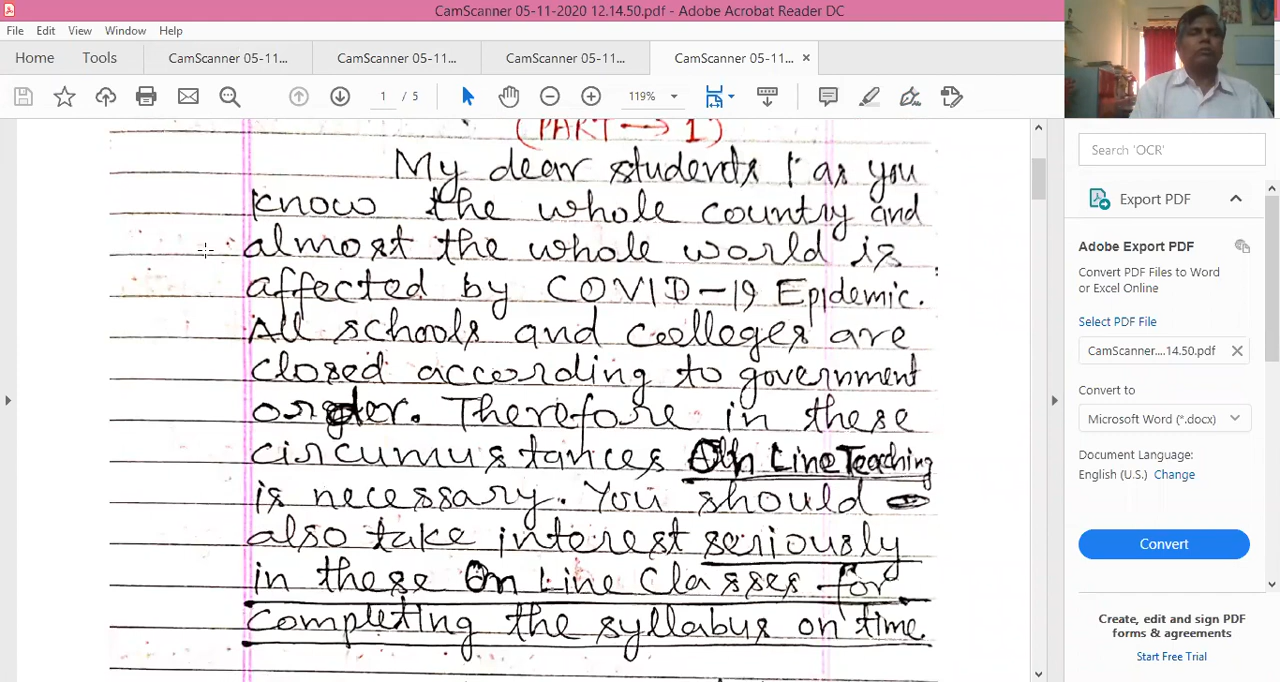 CamScanner 05-11-2020 12.14.50.pdf - Adobe Acrobat Reader DC
File Edit View Window Help
Home Tools CamScanner 05-11... CamScanner 05-11... CamScanner 05-11... CamScanner 05-11... ×
1 / 5 119%
(PART → 1)
My dear students ! as you
know the whole country and
almost the whole world is
affected by COVID-19 Epidemic.
All schools and colleges are
closed according to government
order. Therefore in these
circumustances On Line Teaching
is necessary. You should
also take interest seriously
in these On Line Classes for
completing the syllabus on time.
Search 'OCR'
Export PDF
Adobe Export PDF
Convert PDF Files to Word
or Excel Online
Select PDF File
CamScanner....14.50.pdf ×
Convert to
Microsoft Word (*.docx)
Document Language:
English (U.S.) Change
Convert
Create, edit and sign PDF
forms & agreements
Start Free Trial